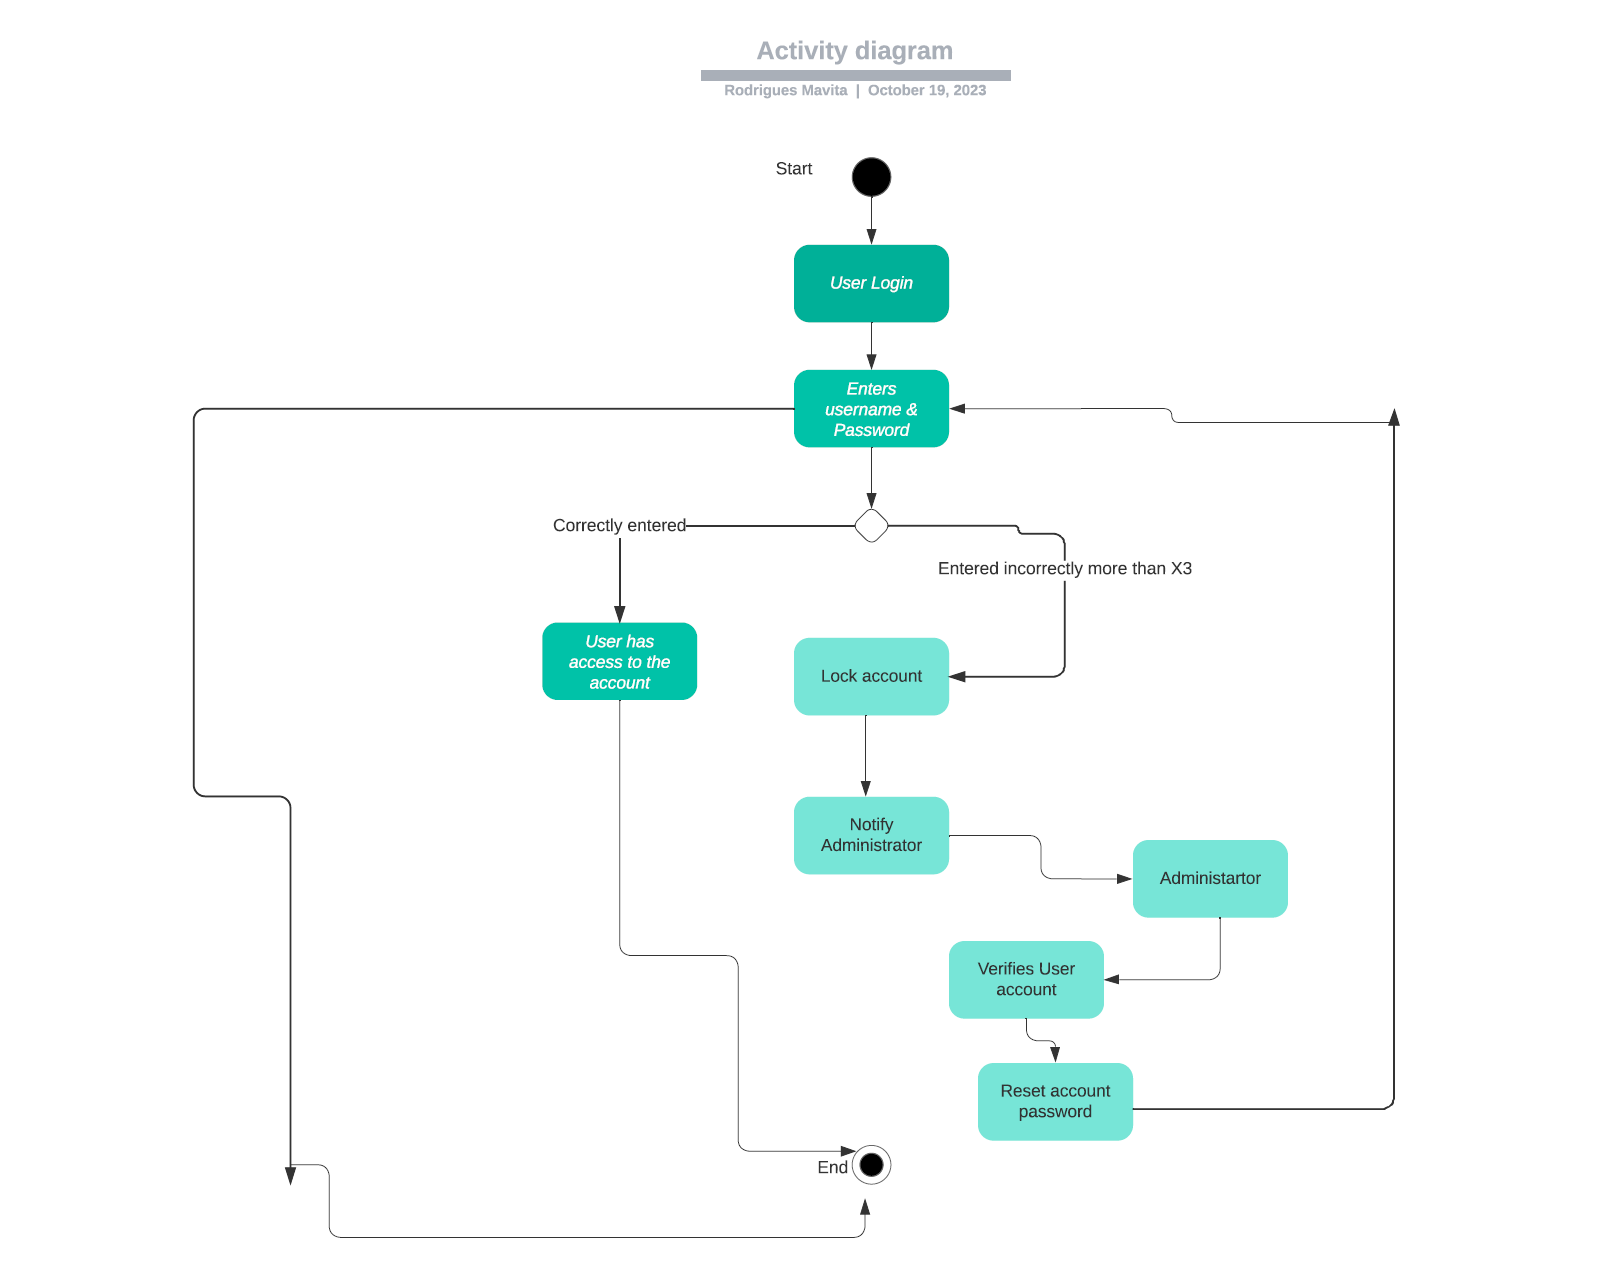 Activity diagram
Rodrigues Mavita | October 19, 2023
Start
User Login
Enters
username &
Password
Correctly entered
Entered incorrectly more than X3
User has
access to the
account
Lock account
Notify
Administrator
Administartor
Verifies User
account
Reset account
password
End